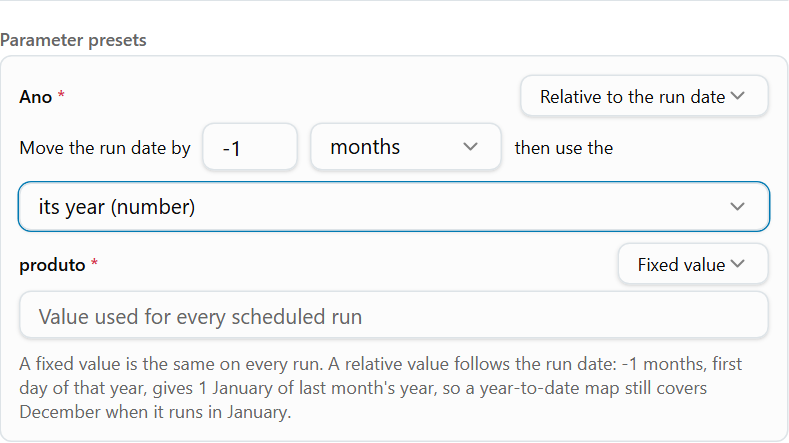 Parameter presets
Ano *
Relative to the run date
Move the run date by -1 months then use the
its year (number)
produto *
Fixed value
Value used for every scheduled run
A fixed value is the same on every run. A relative value follows the run date: -1 months, first
day of that year, gives 1 January of last month's year, so a year-to-date map still covers
December when it runs in January.